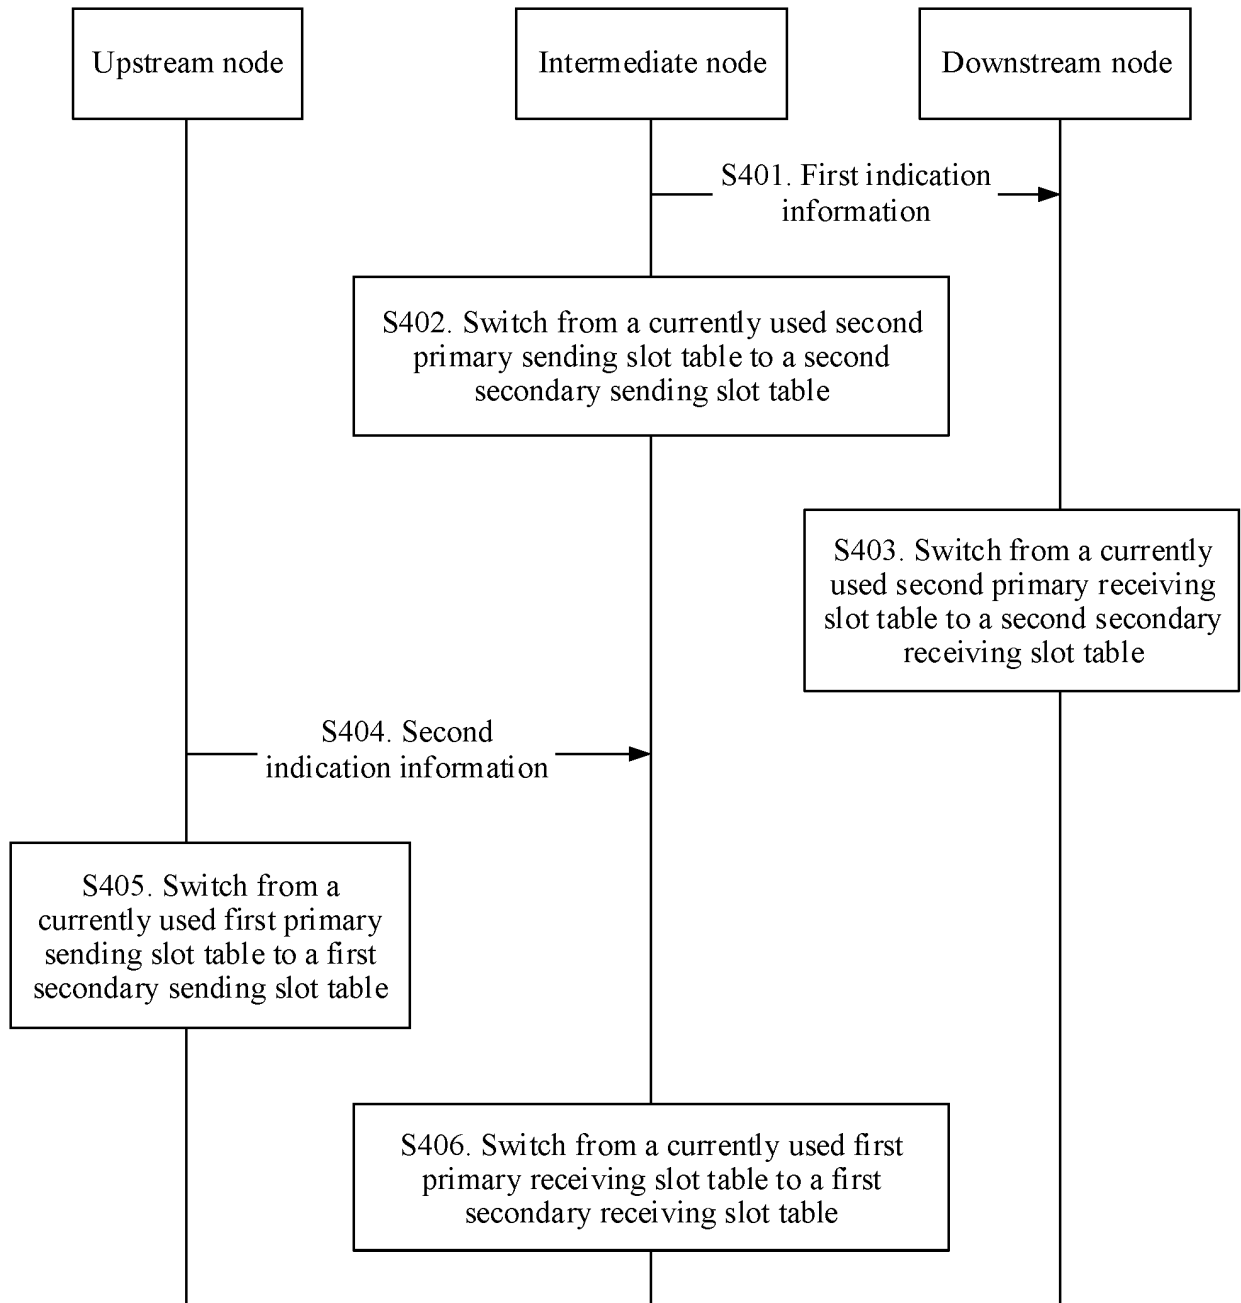 Upstream node
Intermediate node
Downstream node
S401. First indication
information
S402. Switch from a currently used second
primary sending slot table to a second
secondary sending slot table
S403. Switch from a currently
used second primary receiving
slot table to a second secondary
receiving slot table
S404. Second
indication information
S405. Switch from a
currently used first primary
sending slot table to a first
secondary sending slot table
S406. Switch from a currently used first
primary receiving slot table to a first
secondary receiving slot table